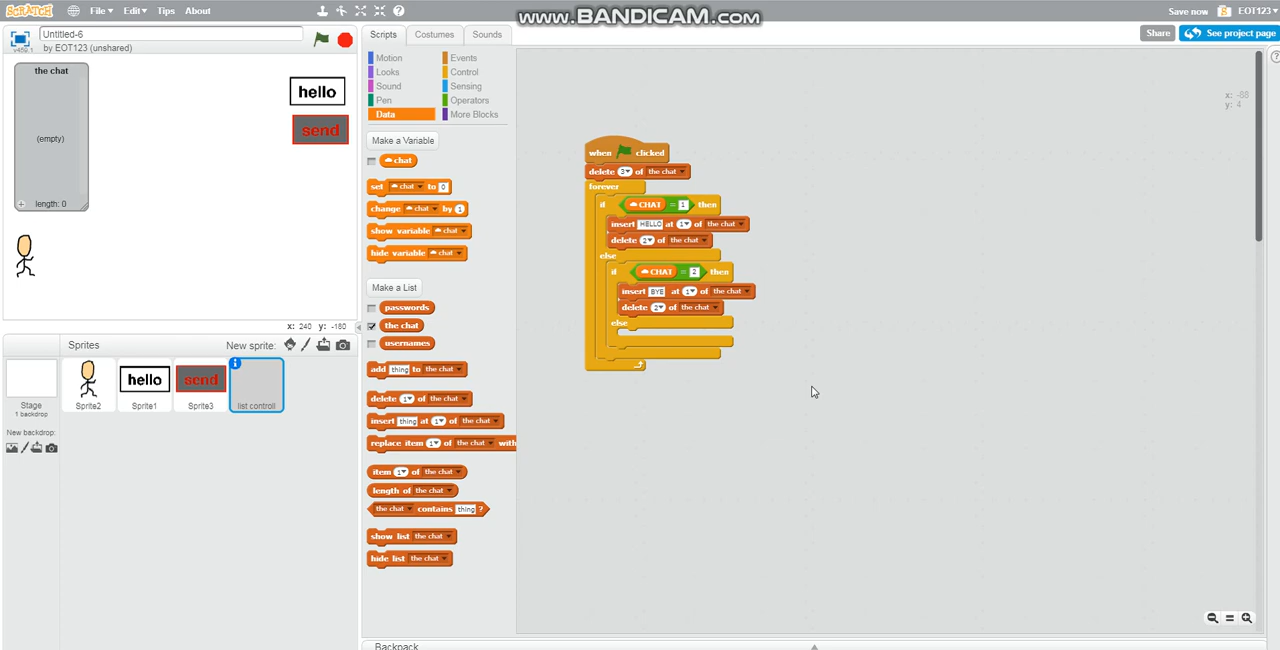 SCRATCH File▾ Edit▾ Tips About www.BANDICAM.com Save now EOT123▾
Untitled-6
by EOT123 (unshared)
v459.1
Scripts Costumes Sounds
Share See project page
the chat
(empty)
length: 0
hello
send
Motion Events
Looks Control
Sound Sensing
Pen Operators
Data More Blocks
Make a Variable
chat
set chat to 0
change chat by 1
show variable chat
hide variable chat
Make a List
passwords
the chat
usernames
add thing to the chat
delete 1 of the chat
insert thing at 1 of the chat
replace item 1 of the chat with
item 1 of the chat
length of the chat
the chat contains thing ?
show list the chat
hide list the chat
when clicked
delete 3 of the chat
forever
if CHAT = 1 then
insert HELLO at 1 of the chat
delete 2 of the chat
else
if CHAT = 2 then
insert BYE at 1 of the chat
delete 2 of the chat
else
x: -88
y: 4
x: 240 y: -180
Sprites New sprite:
Stage
1 backdrop
New backdrop:
Sprite2
hello
Sprite1
send
Sprite3
list controll
Backpack